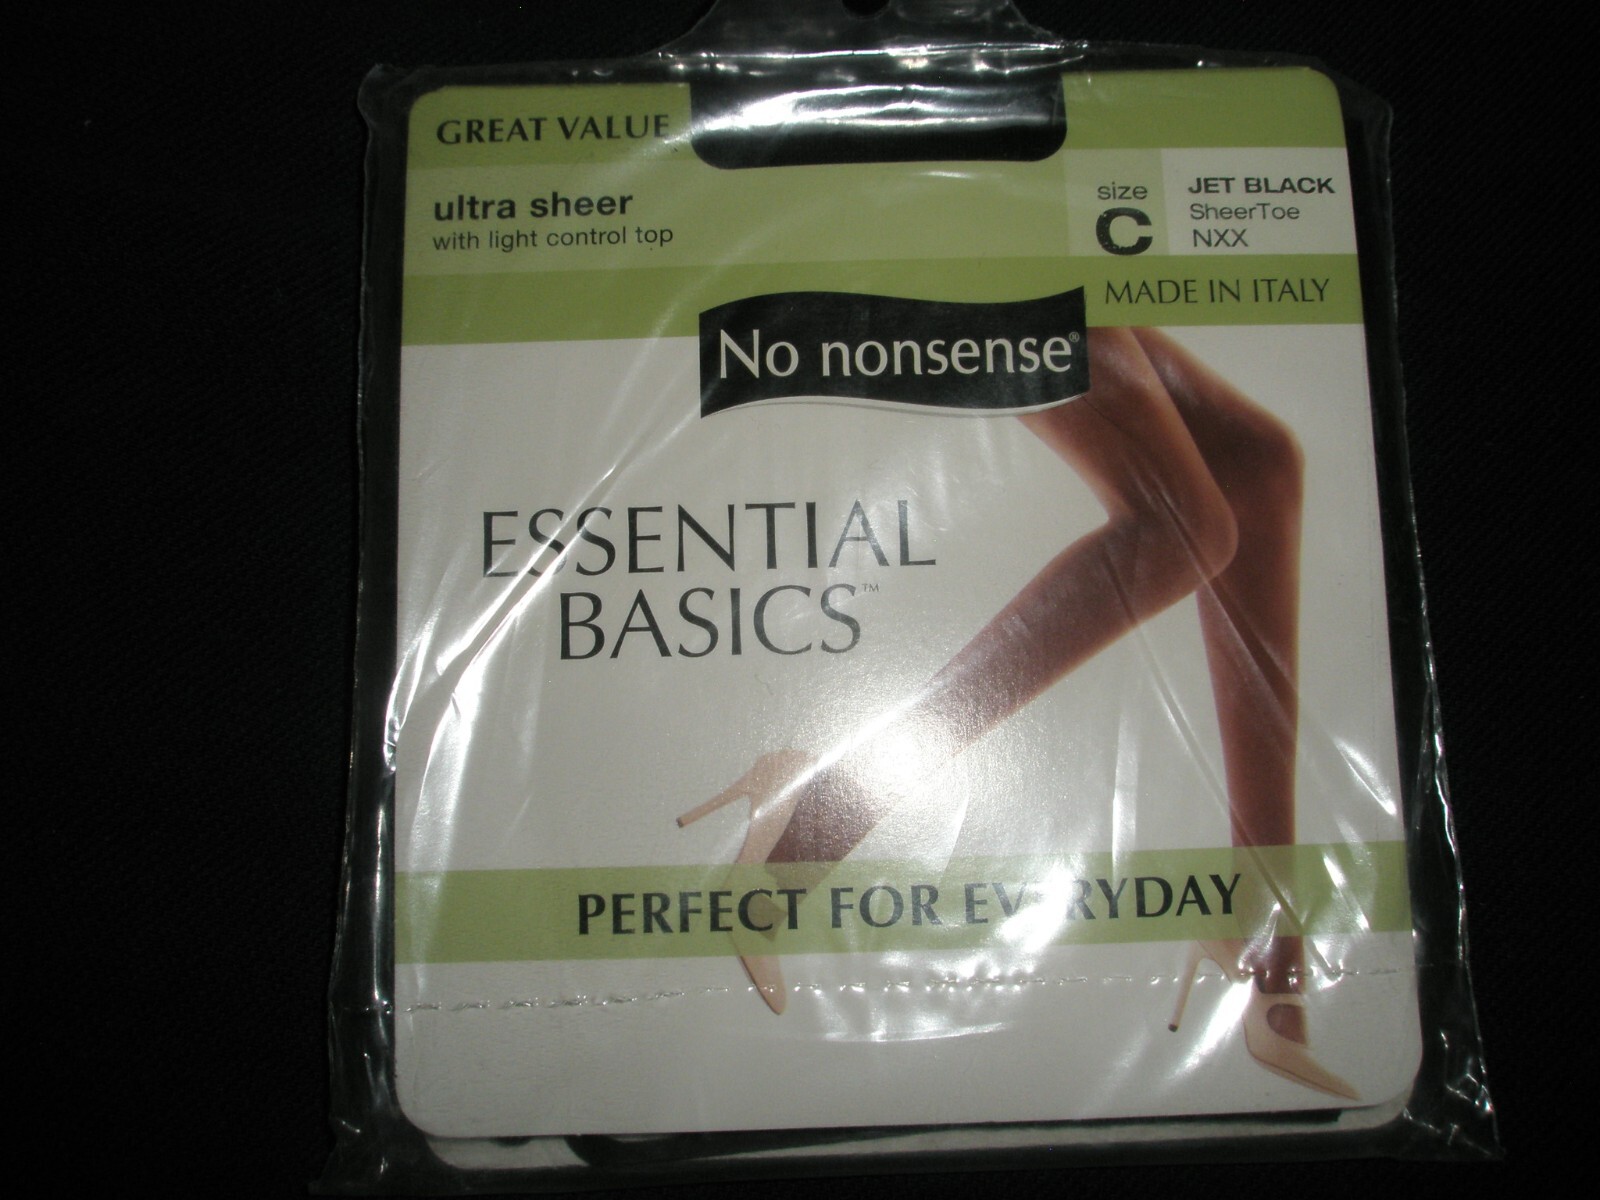 GREAT VALUE
ultra sheer
with light control top
size
C
JET BLACK
SheerToe
NXX
MADE IN ITALY
No nonsense®
ESSENTIAL
BASICS™
PERFECT FOR EVERYDAY